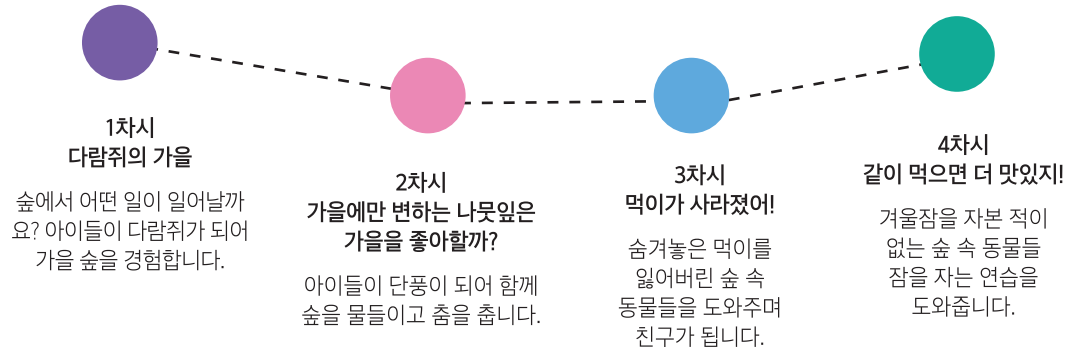 1차시
다람쥐의 가을
숲에서 어떤 일이 일어날까
요? 아이들이 다람쥐가 되어
가을 숲을 경험합니다.
2차시
가을에만 변하는 나뭇잎은
가을을 좋아할까?
아이들이 단풍이 되어 함께
숲을 물들이고 춤을 춥니다.
3차시
먹이가 사라졌어!
숨겨놓은 먹이를
잃어버린 숲 속
동물들을 도와주며
친구가 됩니다.
4차시
같이 먹으면 더 맛있지!
겨울잠을 자본 적이
없는 숲 속 동물들
잠을 자는 연습을
도와줍니다.